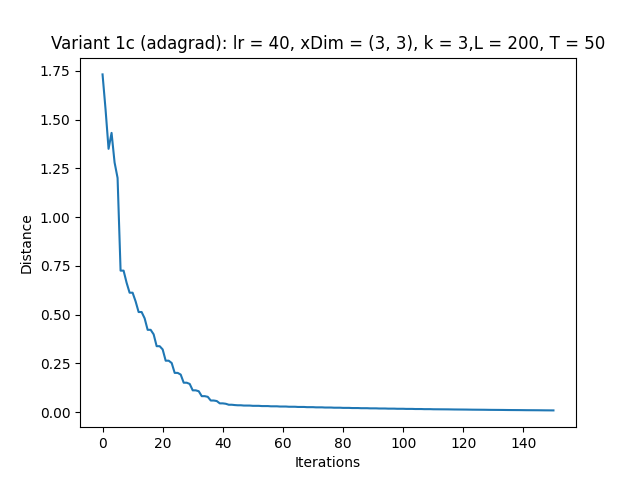 Variant 1c (adagrad): lr = 40, xDim = (3, 3), k = 3,L = 200, T = 50
1.75
1.50
1.25
1.00
0.75
0.50
0.25
0.00
Distance
0 20 40 60 80 100 120 140
Iterations